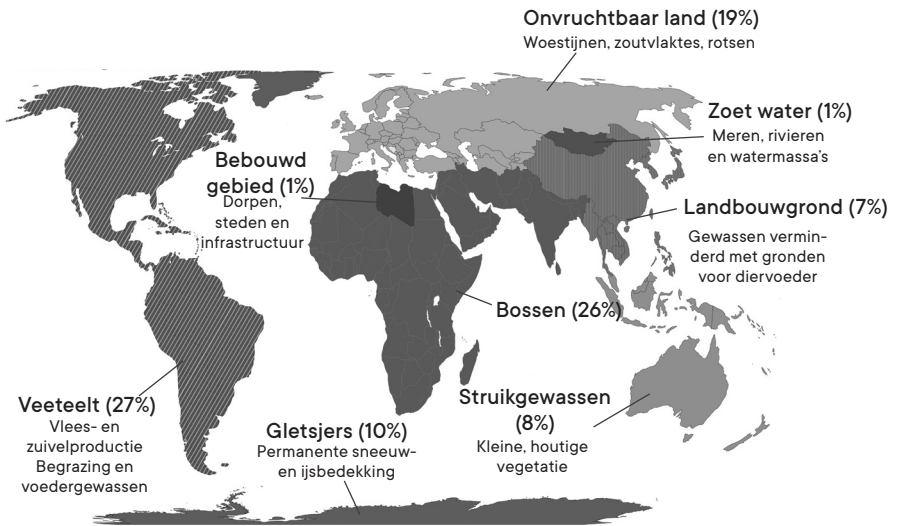 Onvruchtbaar land (19%)
Woestijnen, zoutvlaktes, rotsen
Zoet water (1%)
Meren, rivieren
en watermassa's
Bebouwd
gebied (1%)
Dorpen,
steden en
infrastructuur
Landbouwgrond (7%)
Gewassen vermin-
derd met gronden
voor diervoeder
Bossen (26%)
Veeteelt (27%)
Vlees- en
zuivelproductie
Begrazing en
voedergewassen
Gletsjers (10%)
Permanente sneeuw-
en ijsbedekking
Struikgewassen
(8%)
Kleine, houtige
vegetatie